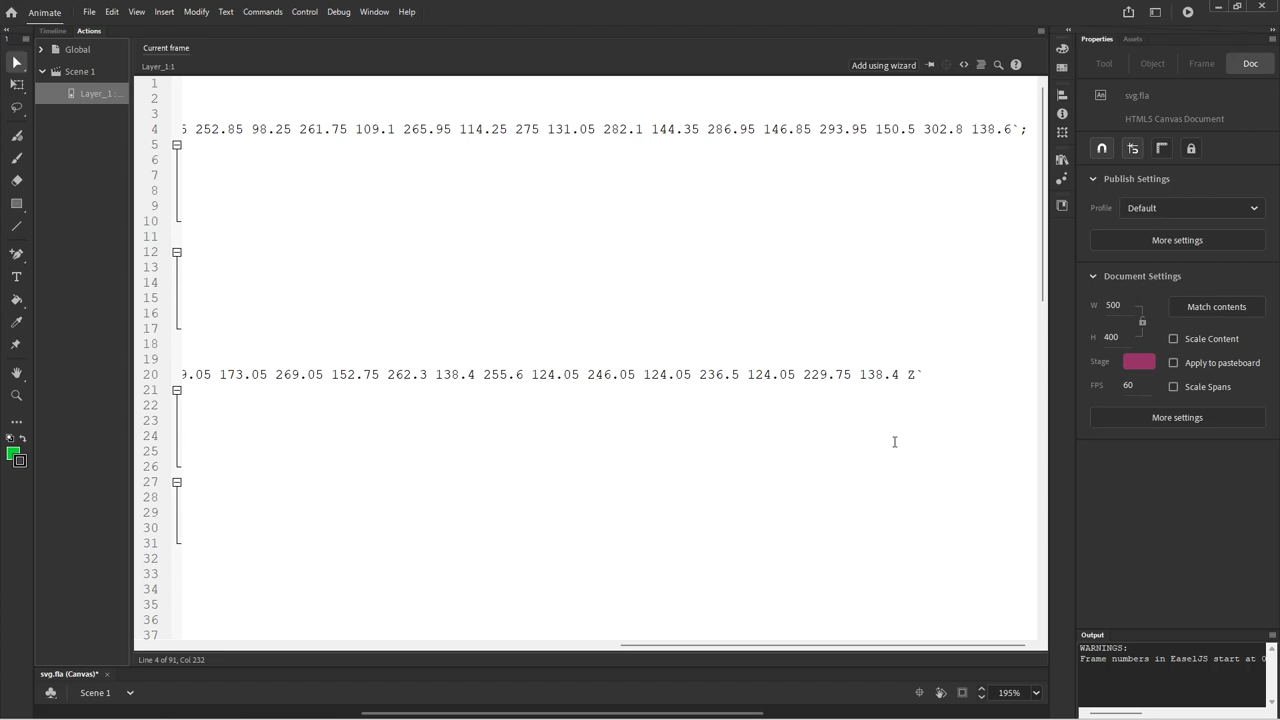 Animate File Edit View Insert Modify Text Commands Control Debug Window Help
Timeline Actions
1
Global
Scene 1
Layer_1 :...
Current frame
Layer_1:1
Add using wizard
1
2
3
4 5 252.85 98.25 261.75 109.1 265.95 114.25 275 131.05 282.1 144.35 286.95 146.85 293.95 150.5 302.8 138.6`;
5
6
7
8
9
10
11
12
13
14
15
16
17
18
19
20 9.05 173.05 269.05 152.75 262.3 138.4 255.6 124.05 246.05 124.05 236.5 124.05 229.75 138.4 Z`
21
22
23
24
25
26
27
28
29
30
31
32
33
34
35
36
37
Line 4 of 91, Col 232
svg.fla (Canvas)*
Scene 1
195%
Properties Assets
Tool Object Frame Doc
An svg.fla
HTML5 Canvas Document
Publish Settings
Profile Default
More settings
Document Settings
W 500 Match contents
H 400 Scale Content
Stage Apply to pasteboard
FPS 60 Scale Spans
More settings
Output
WARNINGS:
Frame numbers in EaselJS start at 0